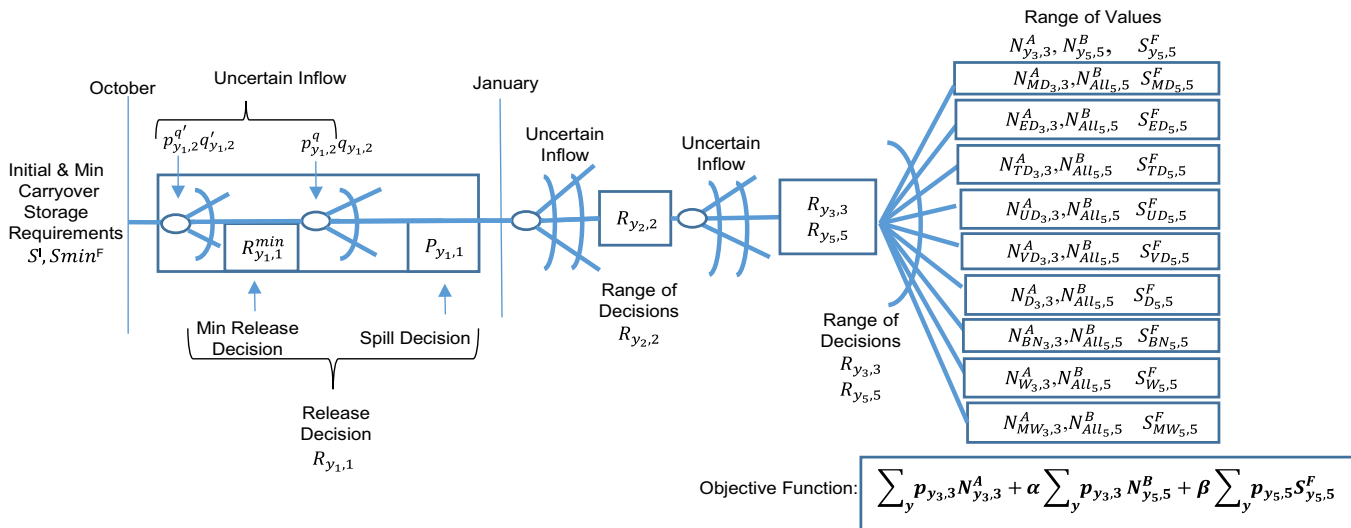 Range of Values
N^A_{y_3,3}, N^B_{y_5,5}, S^F_{y_5,5}
October
Uncertain Inflow
January
p^{q'}_{y_1,2} q'_{y_1,2}
p^q_{y_1,2} q_{y_1,2}
Uncertain
Inflow
Uncertain
Inflow
Initial & Min
Carryover
Storage
Requirements
S^I, Smin^F
R^{min}_{y_1,1}
P_{y_1,1}
R_{y_2,2}
R_{y_3,3}
R_{y_5,5}
N^A_{MD_3,3}, N^B_{All_5,5} S^F_{MD_5,5}
N^A_{ED_3,3}, N^B_{All_5,5} S^F_{ED_5,5}
N^A_{TD_3,3}, N^B_{All_5,5} S^F_{TD_5,5}
N^A_{UD_3,3}, N^B_{All_5,5} S^F_{UD_5,5}
N^A_{VD_3,3}, N^B_{All_5,5} S^F_{VD_5,5}
N^A_{D_3,3}, N^B_{All_5,5} S^F_{D_5,5}
N^A_{BN_3,3}, N^B_{All_5,5} S^F_{BN_5,5}
N^A_{W_3,3}, N^B_{All_5,5} S^F_{W_5,5}
N^A_{MW_3,3}, N^B_{All_5,5} S^F_{MW_5,5}
Min Release
Decision
Spill Decision
Range of
Decisions
R_{y_2,2}
Range of
Decisions
R_{y_3,3}
R_{y_5,5}
Release
Decision
R_{y_1,1}
Objective Function: ∑_y p_{y_3,3} N^A_{y_3,3} + α ∑_y p_{y_3,3} N^B_{y_5,5} + β ∑_y p_{y_5,5} S^F_{y_5,5}